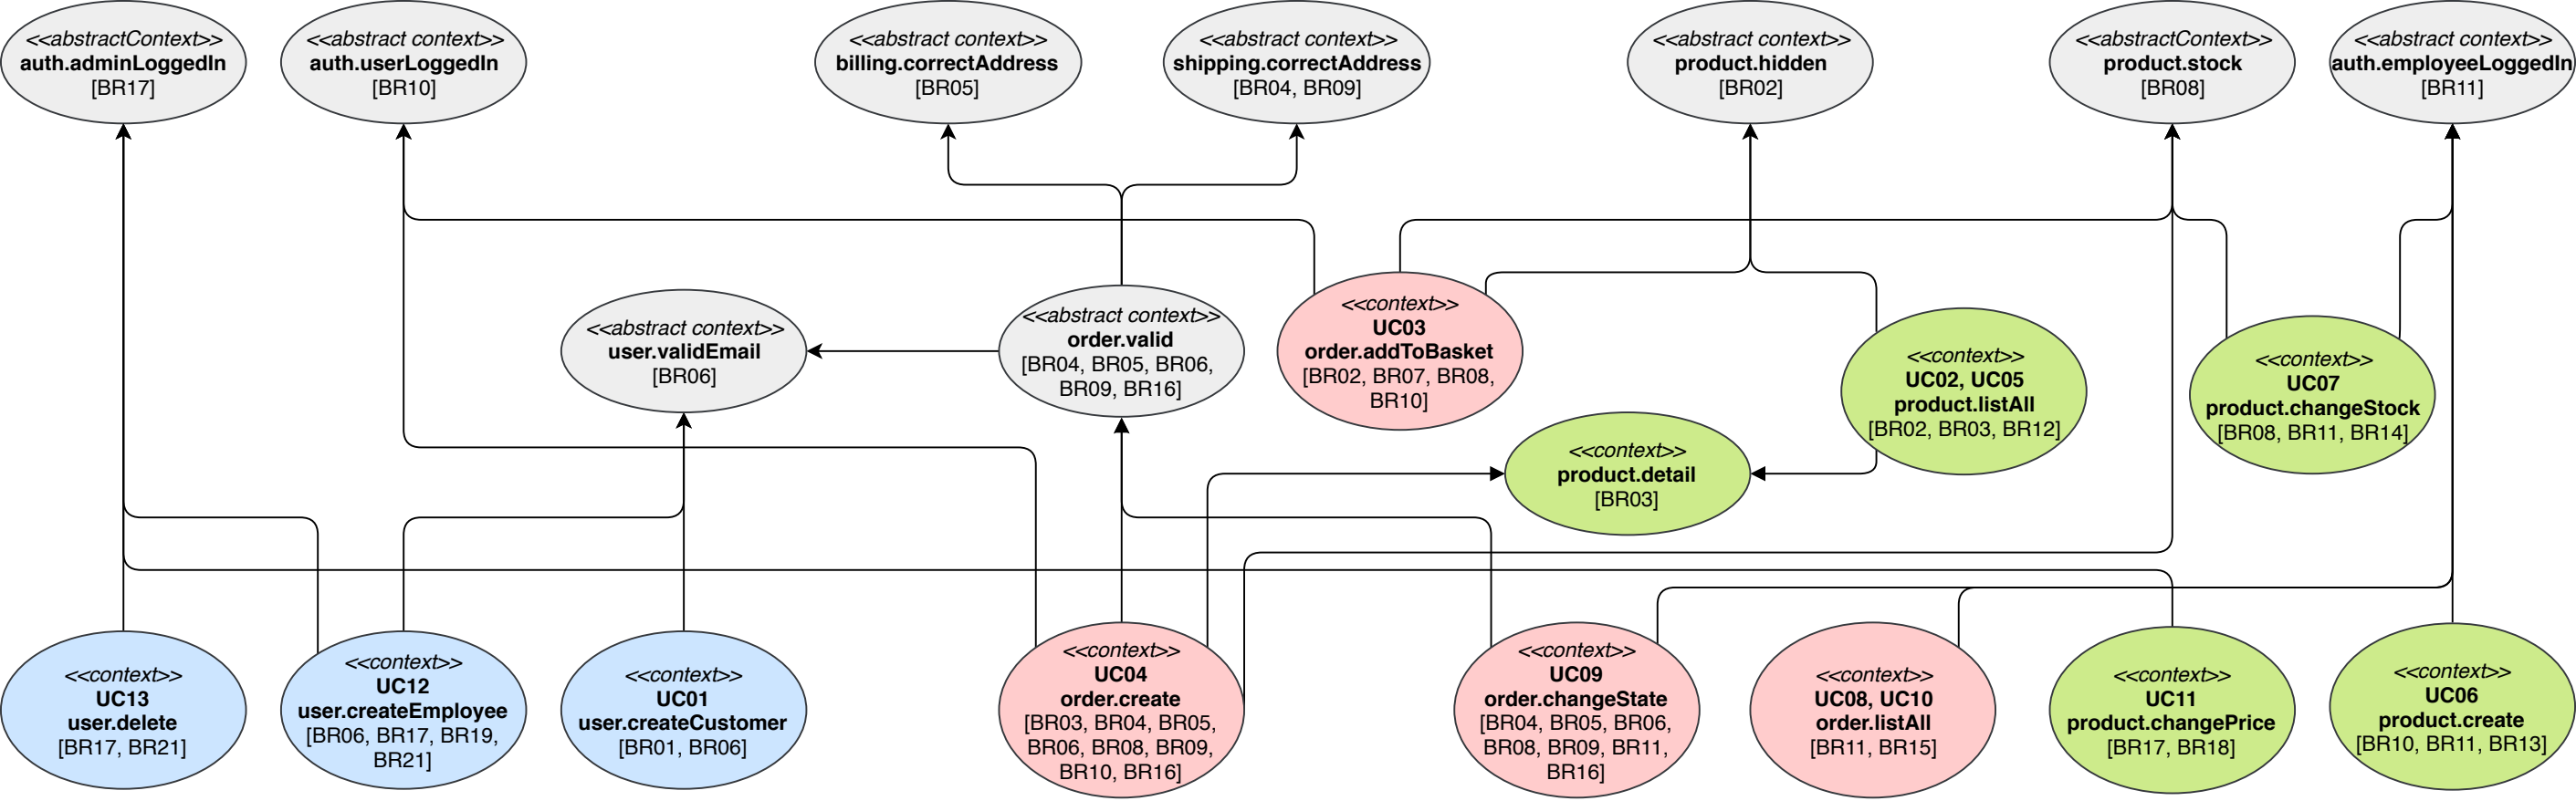 <<abstractContext>>
auth.adminLoggedIn
[BR17]
<<abstract context>>
auth.userLoggedIn
[BR10]
<<abstract context>>
billing.correctAddress
[BR05]
<<abstract context>>
shipping.correctAddress
[BR04, BR09]
<<abstract context>>
product.hidden
[BR02]
<<abstractContext>>
product.stock
[BR08]
<<abstract context>>
auth.employeeLoggedIn
[BR11]
<<abstract context>>
user.validEmail
[BR06]
<<abstract context>>
order.valid
[BR04, BR05, BR06,
BR09, BR16]
<<context>>
UC03
order.addToBasket
[BR02, BR07, BR08,
BR10]
<<context>>
UC02, UC05
product.listAll
[BR02, BR03, BR12]
<<context>>
UC07
product.changeStock
[BR08, BR11, BR14]
<<context>>
product.detail
[BR03]
<<context>>
UC13
user.delete
[BR17, BR21]
<<context>>
UC12
user.createEmployee
[BR06, BR17, BR19,
BR21]
<<context>>
UC01
user.createCustomer
[BR01, BR06]
<<context>>
UC04
order.create
[BR03, BR04, BR05,
BR06, BR08, BR09,
BR10, BR16]
<<context>>
UC09
order.changeState
[BR04, BR05, BR06,
BR08, BR09, BR11,
BR16]
<<context>>
UC08, UC10
order.listAll
[BR11, BR15]
<<context>>
UC11
product.changePrice
[BR17, BR18]
<<context>>
UC06
product.create
[BR10, BR11, BR13]